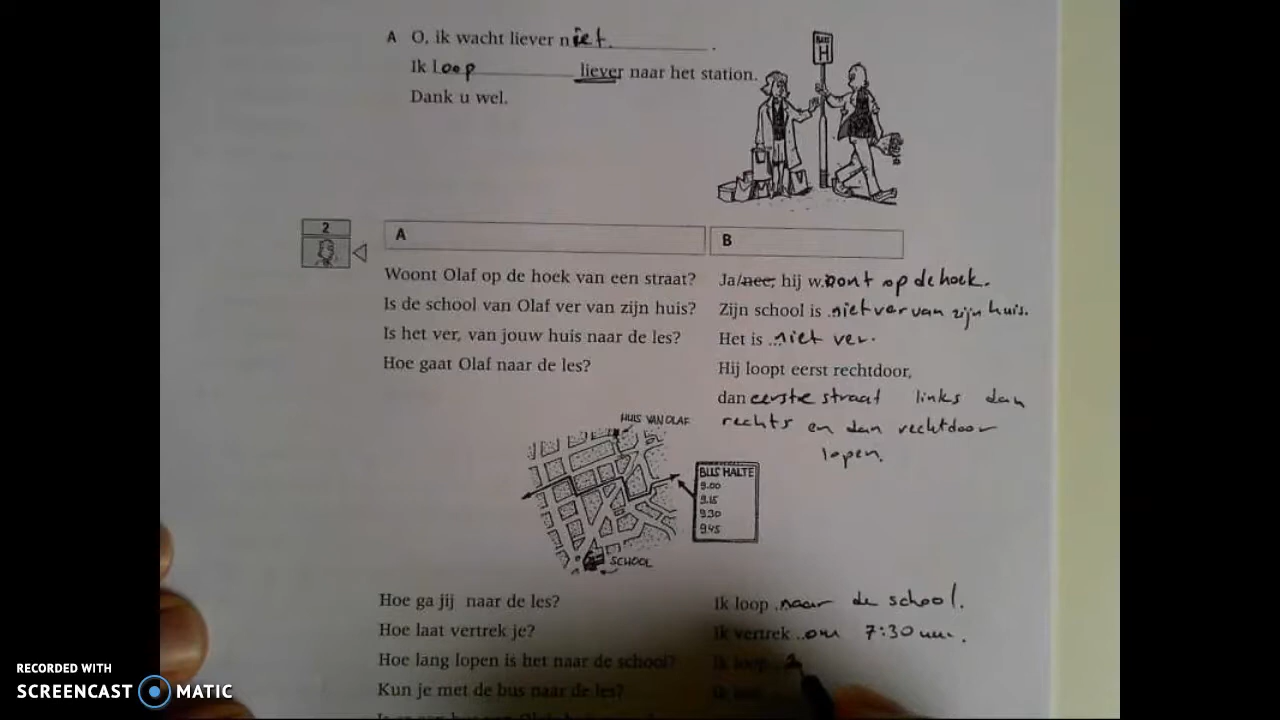 A O, ik wacht liever niet.
Ik loop liever naar het station.
Dank u wel.
BUS
H
2
A
B
Woont Olaf op de hoek van een straat? Ja/nee, hij w..oont op de hoek.
Is de school van Olaf ver van zijn huis? Zijn school is .niet ver van zijn huis.
Is het ver, van jouw huis naar de les? Het is ...niet ver.
Hoe gaat Olaf naar de les? Hij loopt eerst rechtdoor,
dan eerste straat links dan
rechts en dan rechtdoor
lopen.
HUIS VAN OLAF
BUS HALTE
9.00
9.15
9.30
9.45
SCHOOL
Hoe ga jij naar de les? Ik loop .naar de school.
Hoe laat vertrek je? Ik vertrek ..om 7:30 uur.
Hoe lang lopen is het naar de school? Ik loop
Kun je met de bus naar de les? Ik
RECORDED WITH
SCREENCAST MATIC